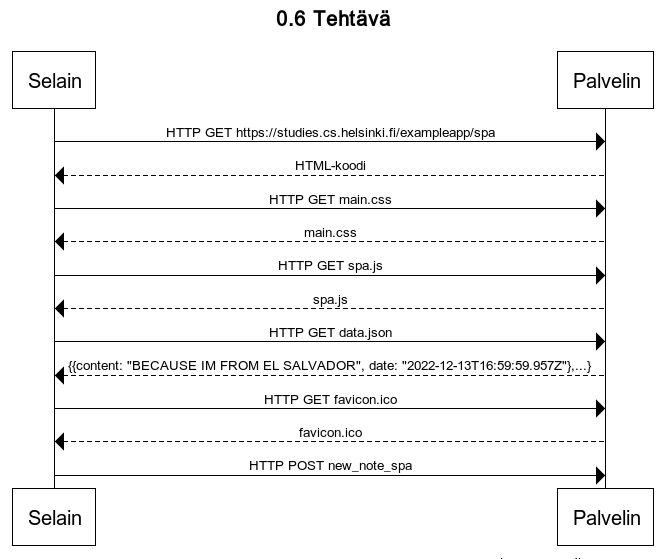 0.6 Tehtävä
Selain Palvelin
HTTP GET https://studies.cs.helsinki.fi/exampleapp/spa
HTML-koodi
HTTP GET main.css
main.css
HTTP GET spa.js
spa.js
HTTP GET data.json
{{content: "BECAUSE IM FROM EL SALVADOR", date: "2022-12-13T16:59:59.957Z"},...}
HTTP GET favicon.ico
favicon.ico
HTTP POST new_note_spa
Selain Palvelin